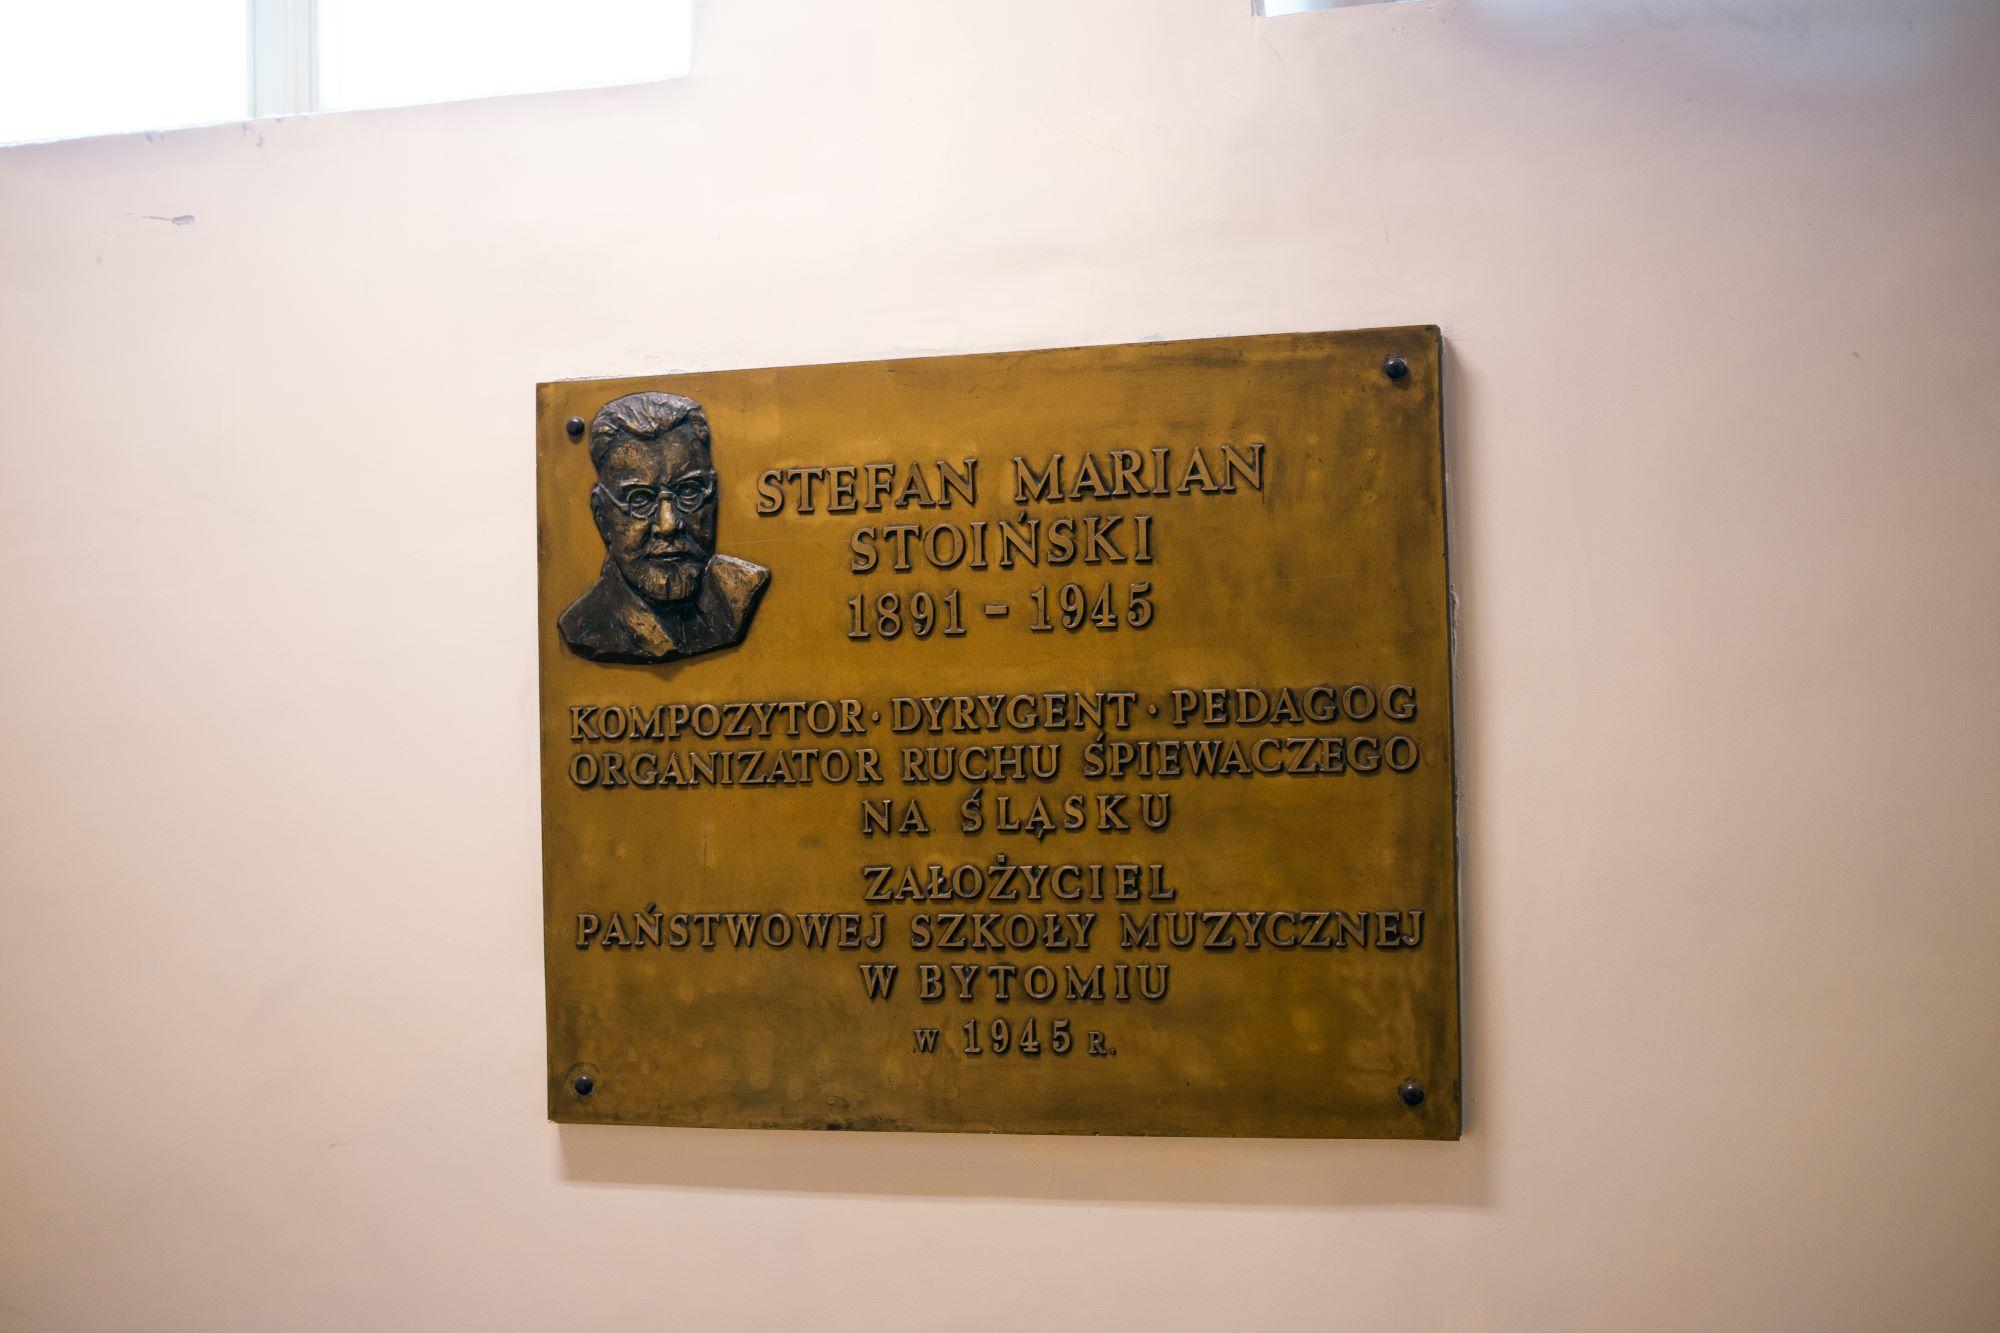 STEFAN MARIAN
STOIŃSKI
1891 - 1945
KOMPOZYTOR · DYRYGENT · PEDAGOG
ORGANIZATOR RUCHU ŚPIEWACZEGO
NA ŚLĄSKU
ZAŁOŻYCIEL
PAŃSTWOWEJ SZKOŁY MUZYCZNEJ
W BYTOMIU
W 1945 R.